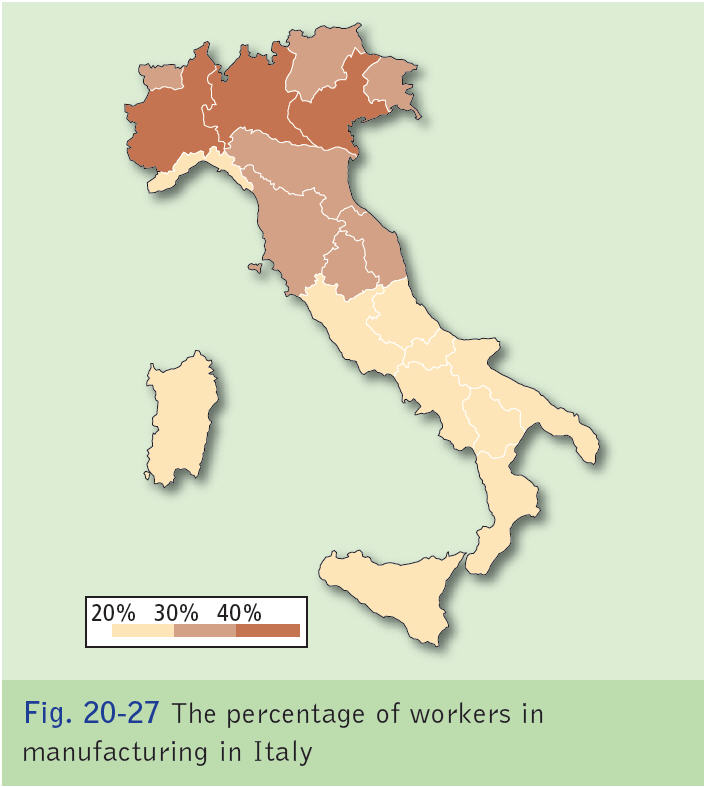 20% 30% 40%
Fig. 20-27 The percentage of workers in
manufacturing in Italy